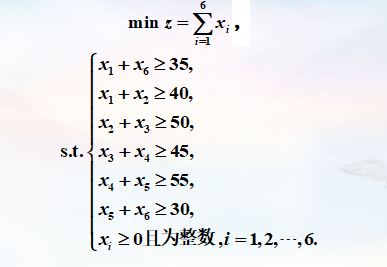 min z = ∑_{i=1}^{6} x_i ,
x_1 + x_6 ≥ 35,
x_1 + x_2 ≥ 40,
x_2 + x_3 ≥ 50,
s.t. { x_3 + x_4 ≥ 45,
x_4 + x_5 ≥ 55,
x_5 + x_6 ≥ 30,
x_i ≥ 0且为整数 ,i = 1,2,⋯,6.